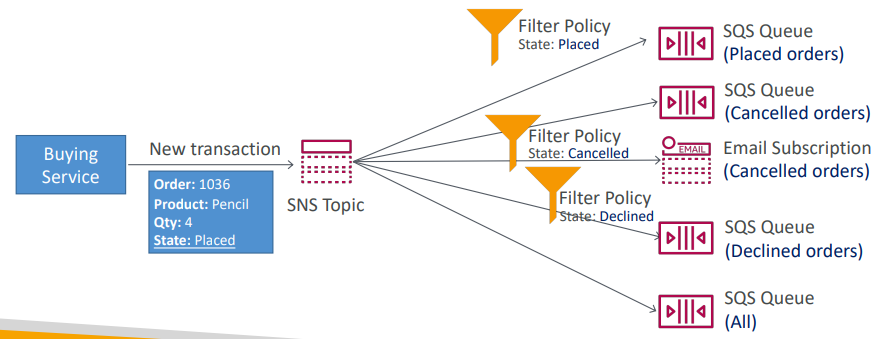 Filter Policy
State: Placed
SQS Queue
(Placed orders)
SQS Queue
(Cancelled orders)
Filter Policy
State: Cancelled
EMAIL
Email Subscription
(Cancelled orders)
Buying
Service
New transaction
Order: 1036
Product: Pencil
Qty: 4
State: Placed
SNS Topic
Filter Policy
State: Declined
SQS Queue
(Declined orders)
SQS Queue
(All)